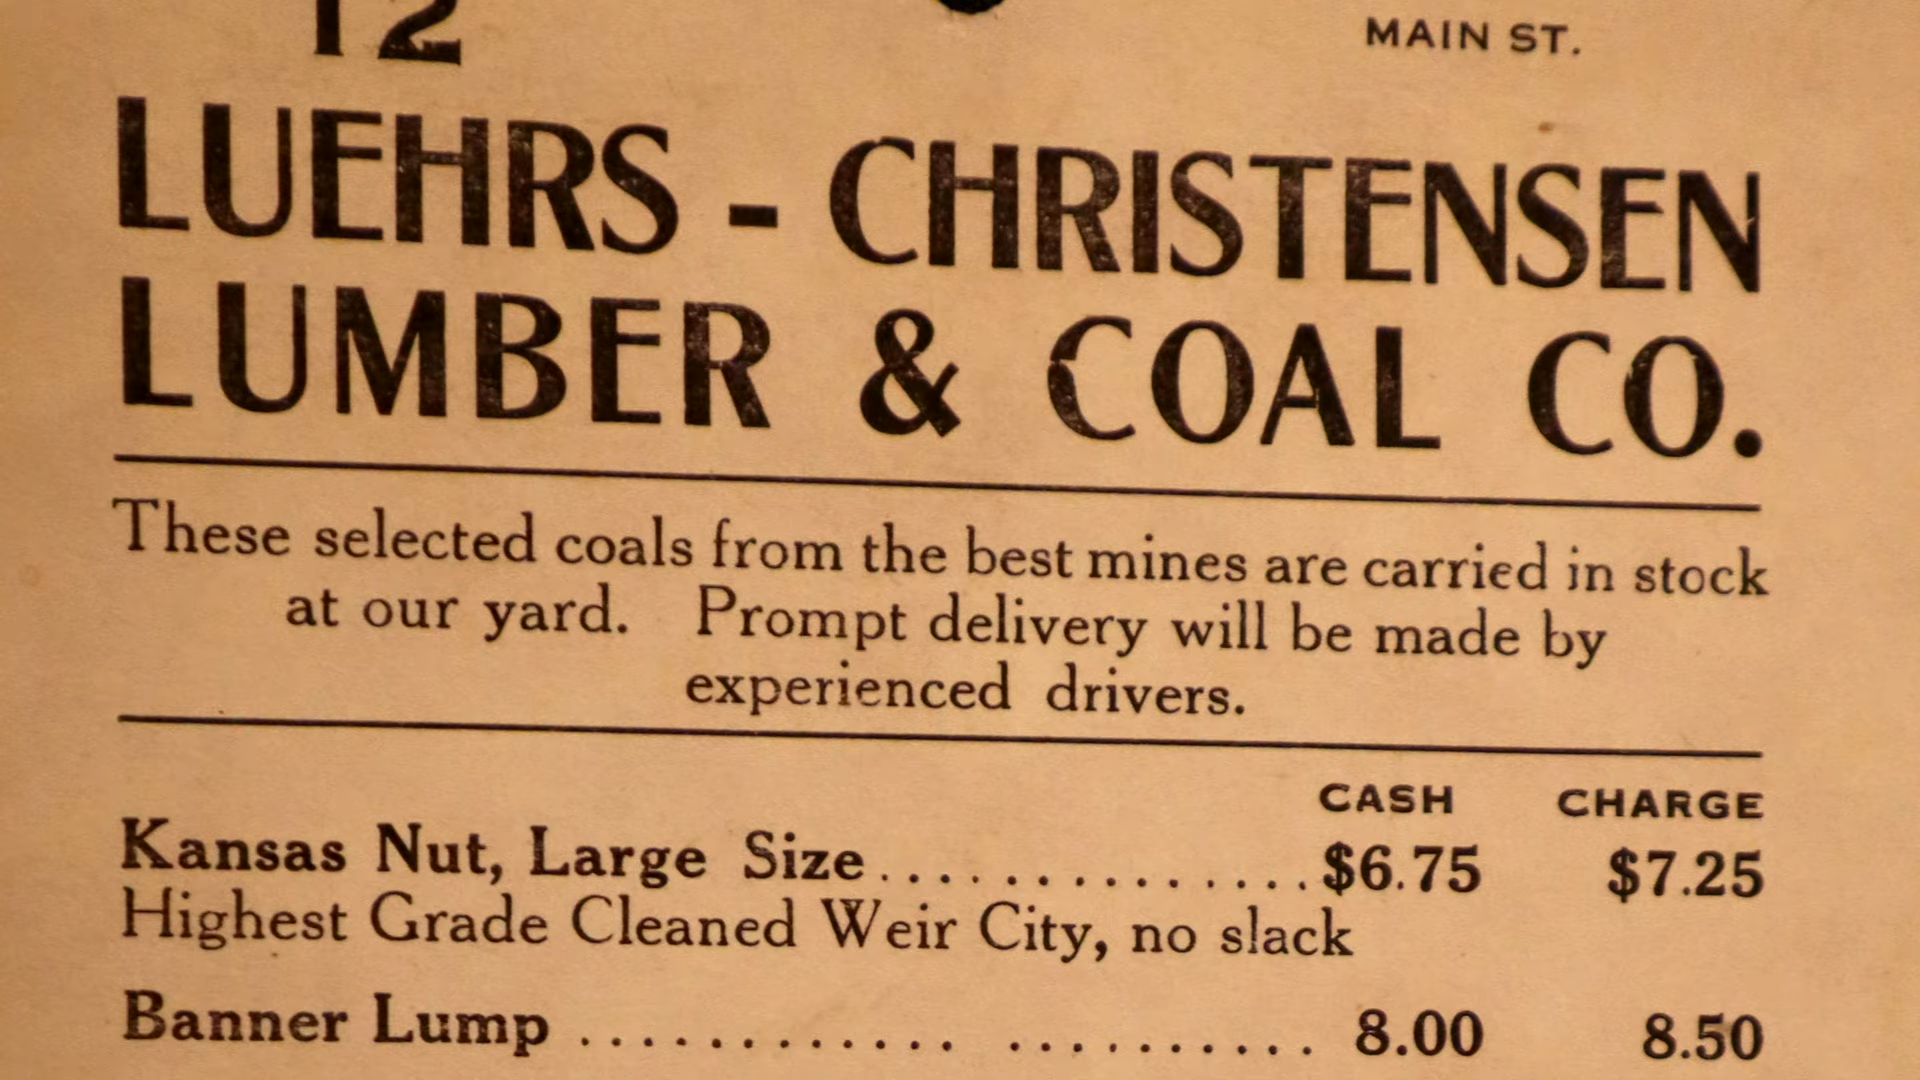 12
MAIN ST.
LUEHRS - CHRISTENSEN
LUMBER & COAL CO.
These selected coals from the best mines are carried in stock
at our yard. Prompt delivery will be made by
experienced drivers.
CASH CHARGE
Kansas Nut, Large Size...............$6.75 $7.25
Highest Grade Cleaned Weir City, no slack
Banner Lump ............ .......... 8.00 8.50